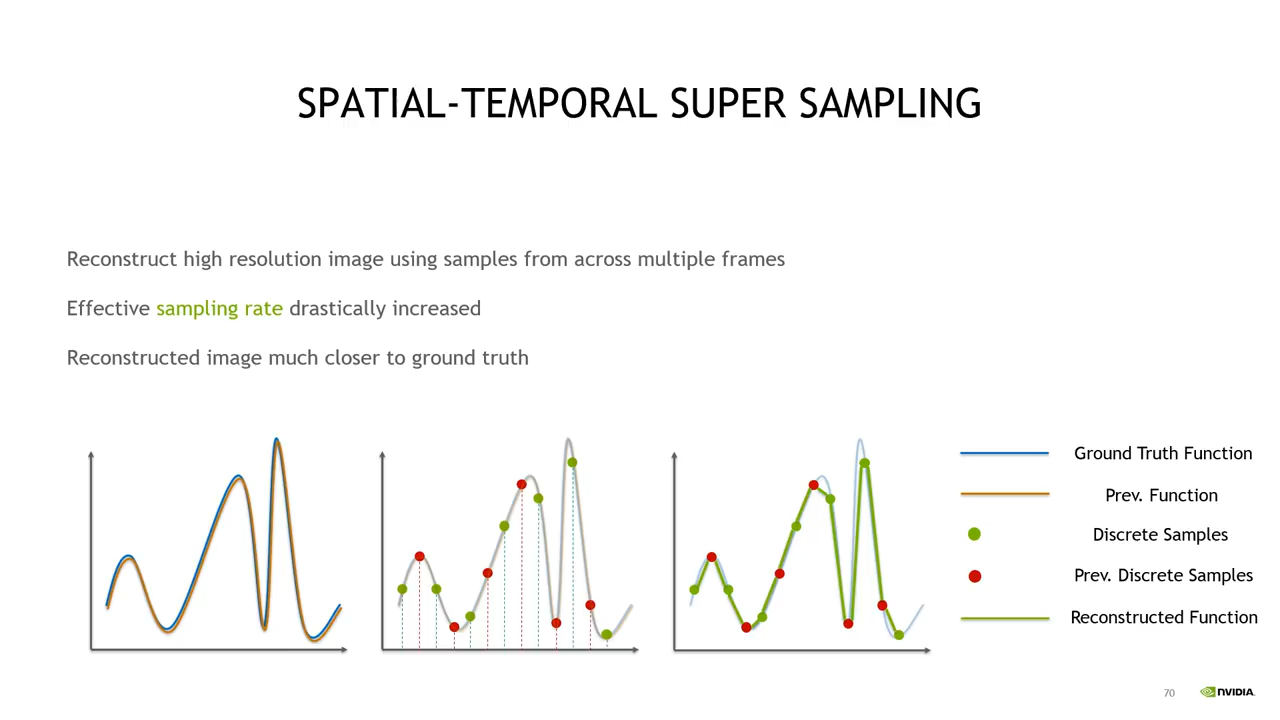 SPATIAL-TEMPORAL SUPER SAMPLING
Reconstruct high resolution image using samples from across multiple frames
Effective sampling rate drastically increased
Reconstructed image much closer to ground truth
Ground Truth Function
Prev. Function
Discrete Samples
Prev. Discrete Samples
Reconstructed Function
70
NVIDIA.